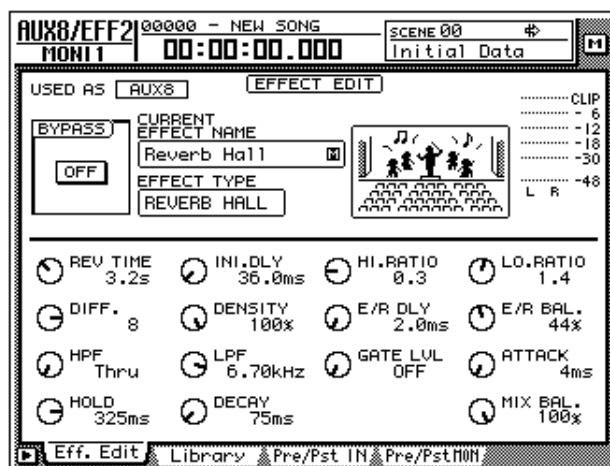 AUX8/EFF2 00000 - NEW SONG SCENE 00
MONI 1 00:00:00.000 Initial Data M
USED AS AUX8 EFFECT EDIT
CLIP
- 6
-12
-18
-30
-48
L R
BYPASS
OFF
CURRENT
EFFECT NAME
Reverb Hall M
EFFECT TYPE
REVERB HALL
REV TIME 3.2s INI.DLY 36.0ms HI.RATIO 0.3 LO.RATIO 1.4
DIFF. 8 DENSITY 100% E/R DLY 2.0ms E/R BAL. 44%
HPF Thru LPF 6.70kHz GATE LVL OFF ATTACK 4ms
HOLD 325ms DECAY 75ms MIX BAL. 100%
Eff. Edit Library Pre/Pst IN Pre/PstMON